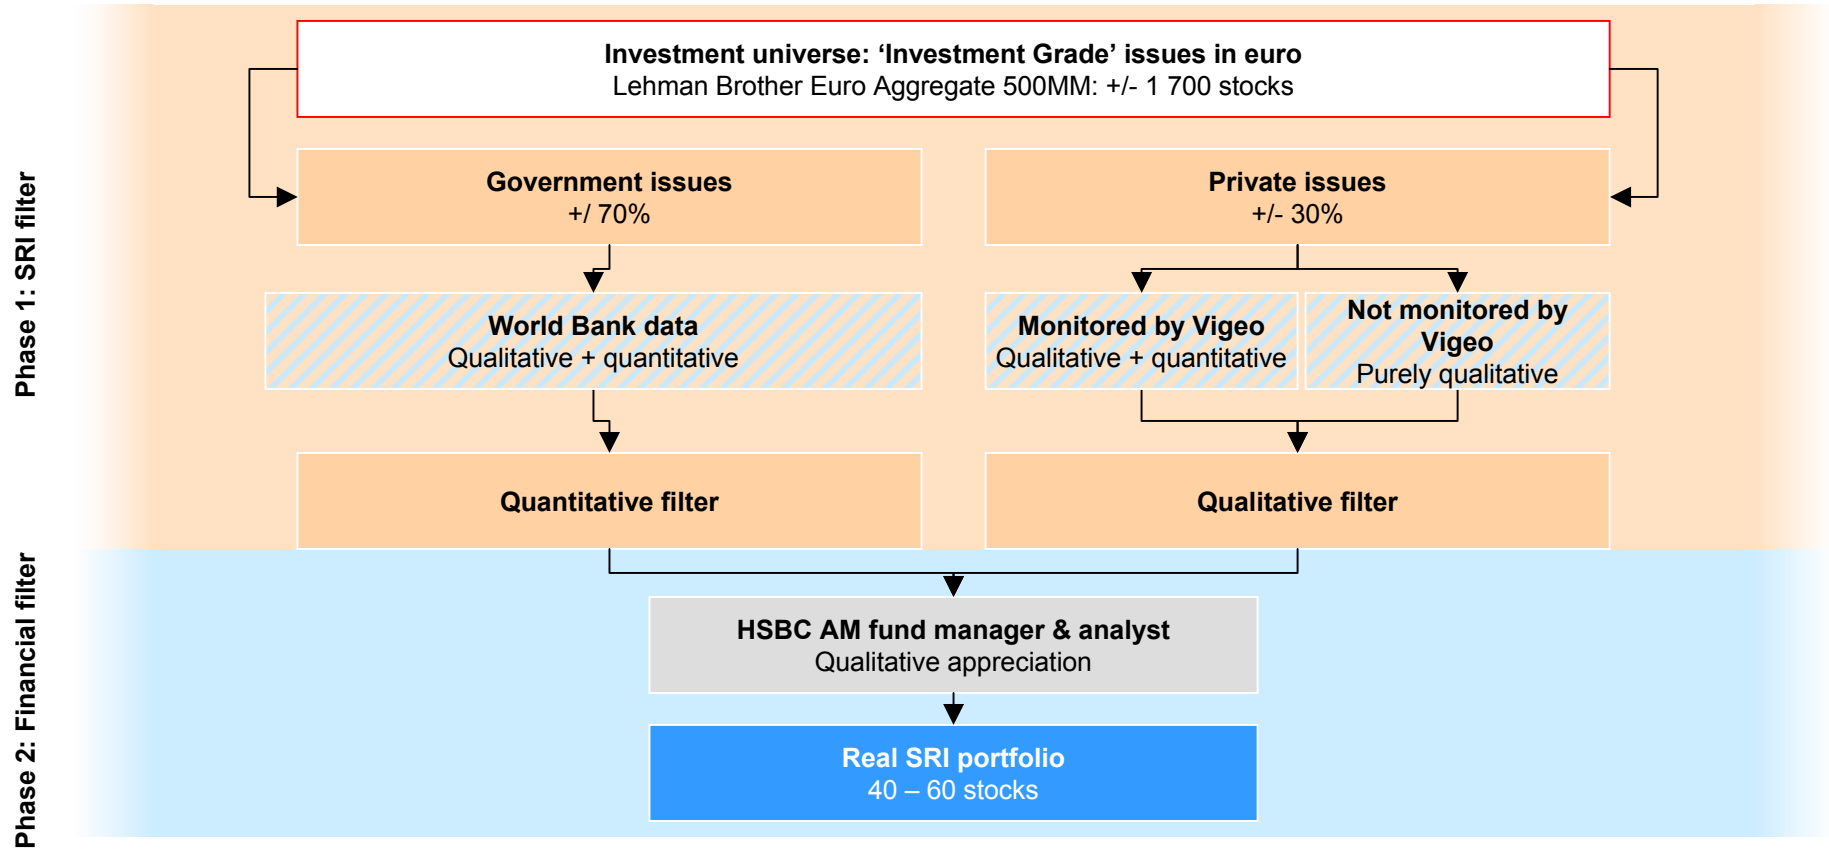 Investment universe: ‘Investment Grade’ issues in euro
Lehman Brother Euro Aggregate 500MM: +/- 1 700 stocks
Phase 1: SRI filter
Government issues
+/ 70%
Private issues
+/- 30%
World Bank data
Qualitative + quantitative
Monitored by Vigeo
Qualitative + quantitative
Not monitored by
Vigeo
Purely qualitative
Quantitative filter
Qualitative filter
Phase 2: Financial filter
HSBC AM fund manager & analyst
Qualitative appreciation
Real SRI portfolio
40 – 60 stocks